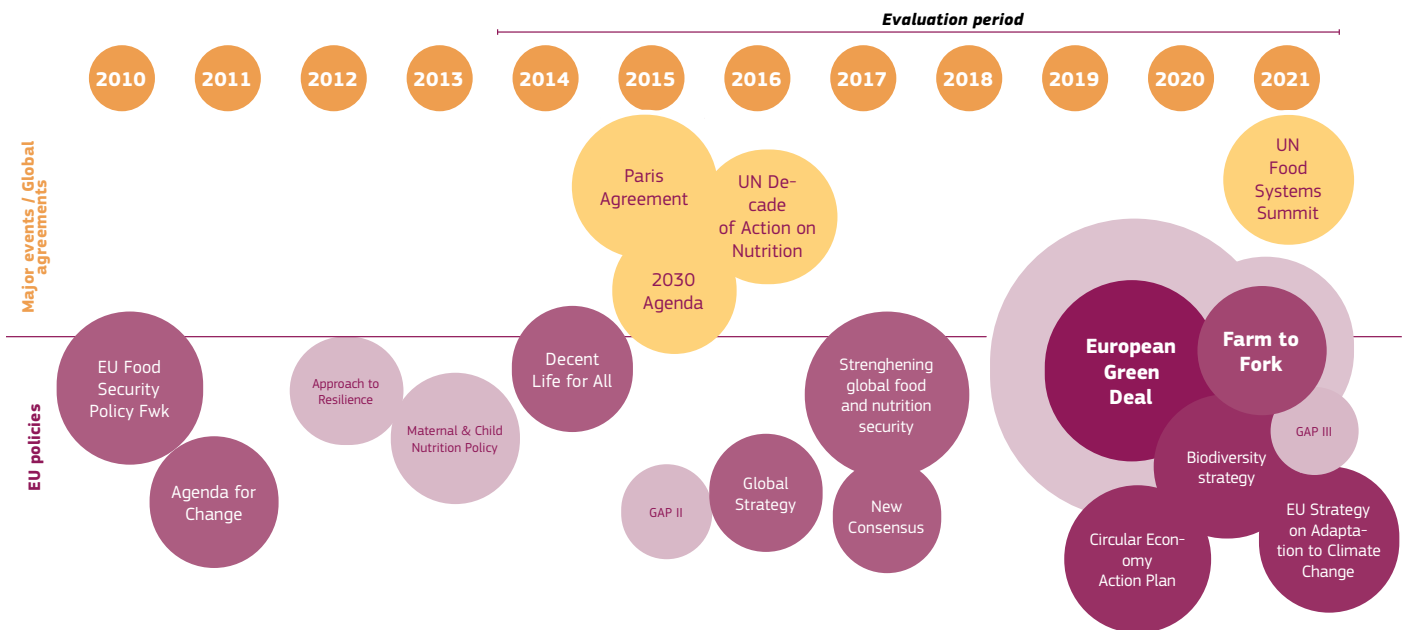 Evaluation period
2010
2011
2012
2013
2014
2015
2016
2017
2018
2019
2020
2021
Major events / Global
agreements
Paris
Agreement
UN De-
cade
of Action on
Nutrition
2030
Agenda
UN
Food
Systems
Summit
EU policies
EU Food
Security
Policy Fwk
Agenda for
Change
Approach to
Resilience
Maternal & Child
Nutrition Policy
Decent
Life for All
GAP II
Global
Strategy
Strenghening
global food
and nutrition
security
New
Consensus
European
Green
Deal
Farm to
Fork
GAP III
Biodiversity
strategy
Circular Econ-
omy
Action Plan
EU Strategy
on Adapta-
tion to Climate
Change